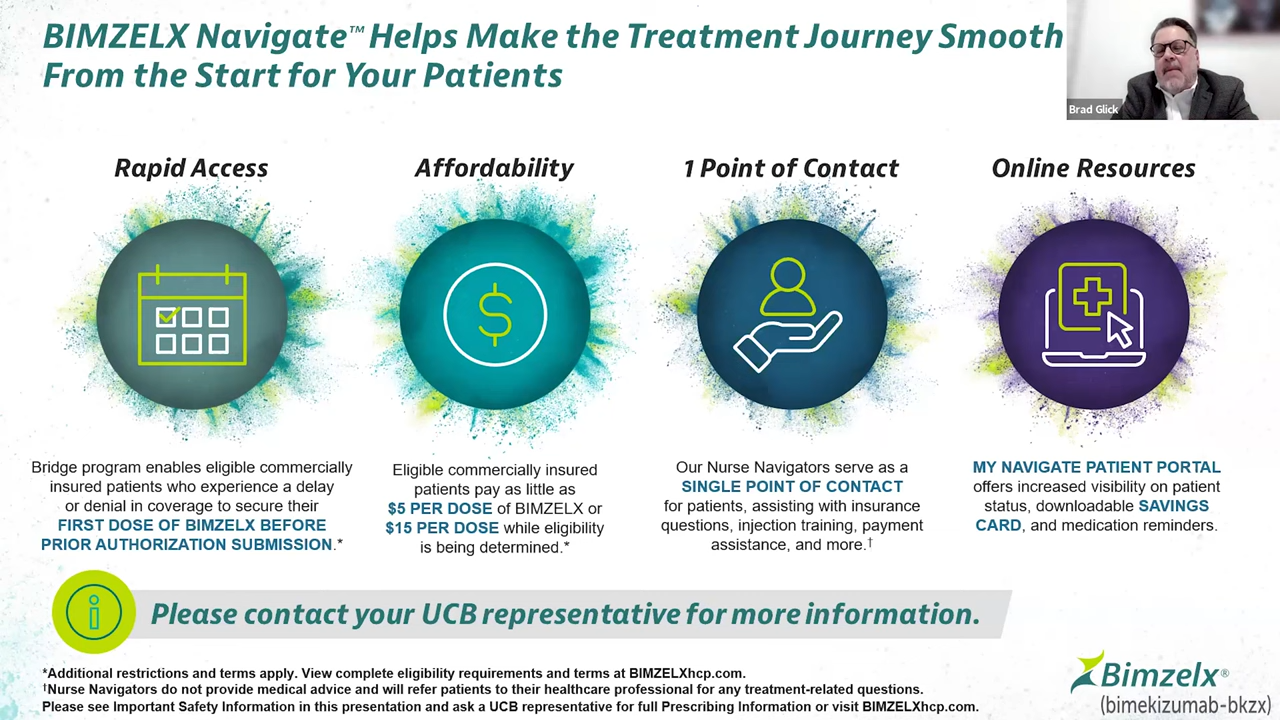 BIMZELX Navigate™ Helps Make the Treatment Journey Smooth
From the Start for Your Patients
Brad Glick
Rapid Access
Bridge program enables eligible commercially
insured patients who experience a delay
or denial in coverage to secure their
FIRST DOSE OF BIMZELX BEFORE
PRIOR AUTHORIZATION SUBMISSION.*
Affordability
$
Eligible commercially insured
patients pay as little as
$5 PER DOSE of BIMZELX or
$15 PER DOSE while eligibility
is being determined.*
1 Point of Contact
Our Nurse Navigators serve as a
SINGLE POINT OF CONTACT
for patients, assisting with insurance
questions, injection training, payment
assistance, and more.†
Online Resources
MY NAVIGATE PATIENT PORTAL
offers increased visibility on patient
status, downloadable SAVINGS
CARD, and medication reminders.
i
Please contact your UCB representative for more information.
*Additional restrictions and terms apply. View complete eligibility requirements and terms at BIMZELXhcp.com.
†Nurse Navigators do not provide medical advice and will refer patients to their healthcare professional for any treatment-related questions.
Please see Important Safety Information in this presentation and ask a UCB representative for full Prescribing Information or visit BIMZELXhcp.com.
Bimzelx®
(bimekizumab-bkzx)